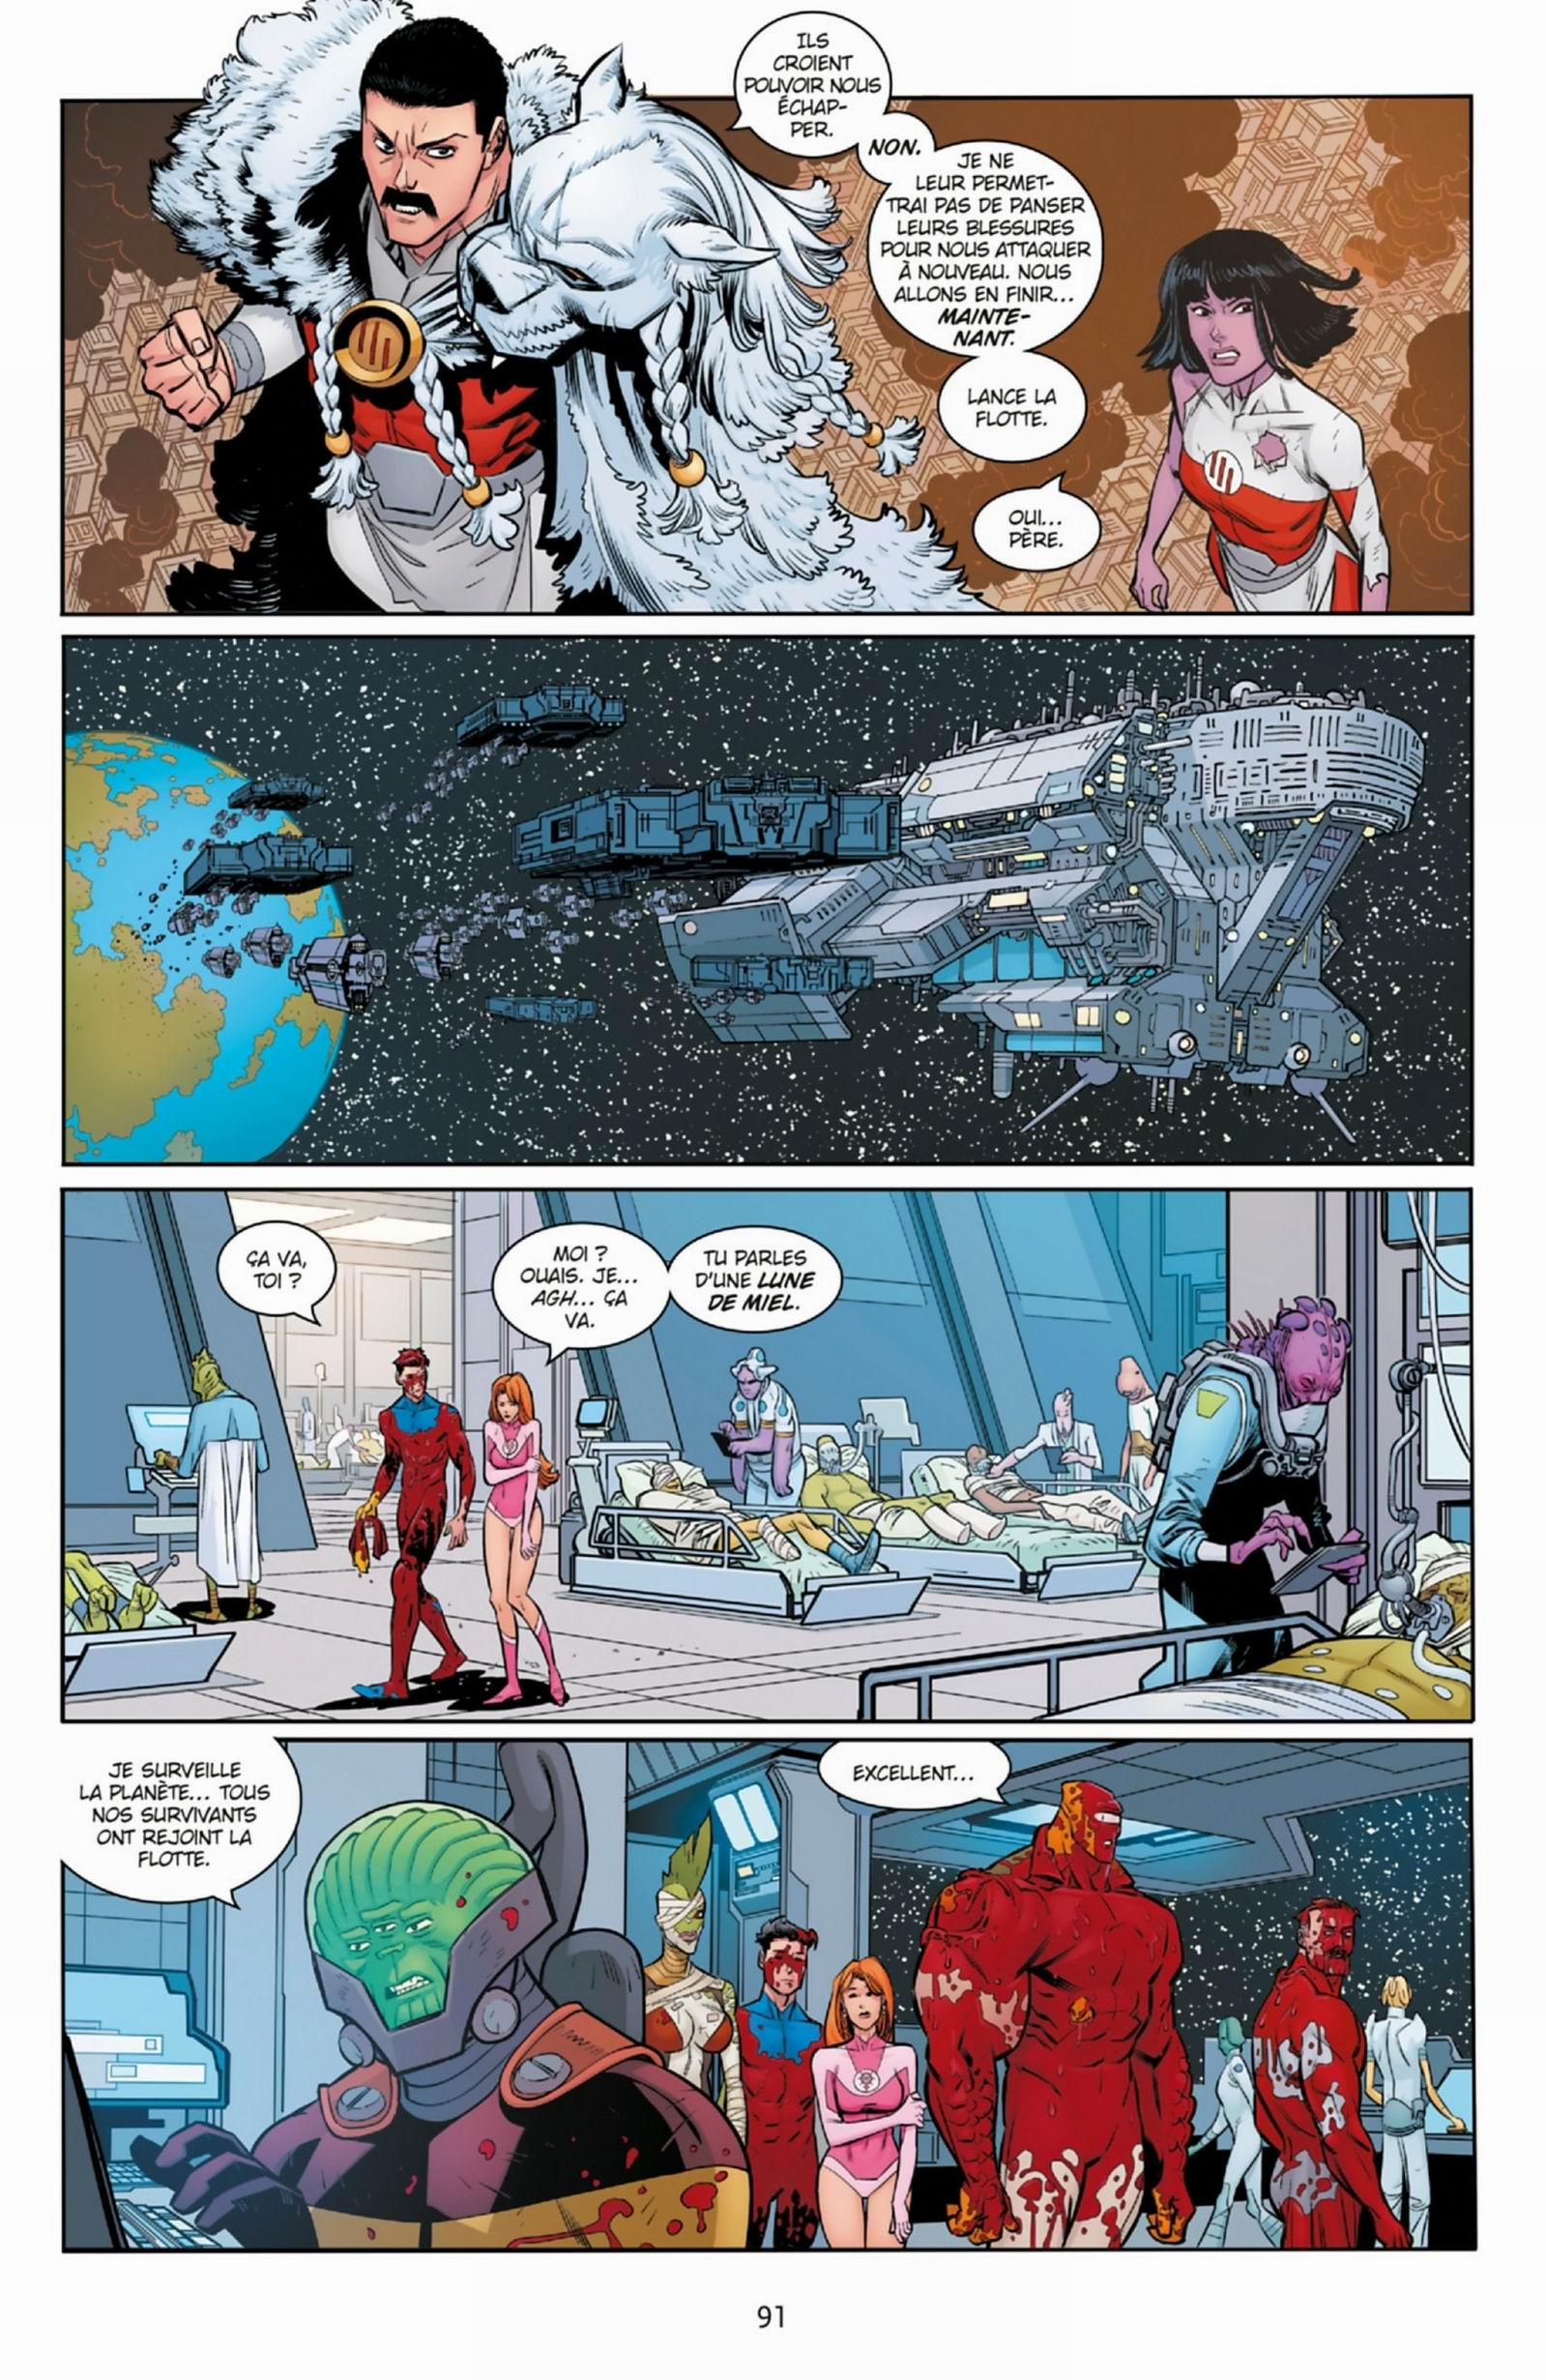 ILS
CROIENT
POUVOIR NOUS
ÉCHAP-
PER.
NON.
JE NE
LEUR PERMET-
TRAI PAS DE PANSER
LEURS BLESSURES
POUR NOUS ATTAQUER
À NOUVEAU. NOUS
ALLONS EN FINIR...
MAINTE-
NANT.
LANCE LA
FLOTTE.
OUI...
PÈRE.
ÇA VA,
TOI ?
MOI ?
OUAIS. JE...
AGH... ÇA
VA.
TU PARLES
D'UNE LUNE
DE MIEL.
JE SURVEILLE
LA PLANÈTE... TOUS
NOS SURVIVANTS
ONT REJOINT LA
FLOTTE.
EXCELLENT...
91